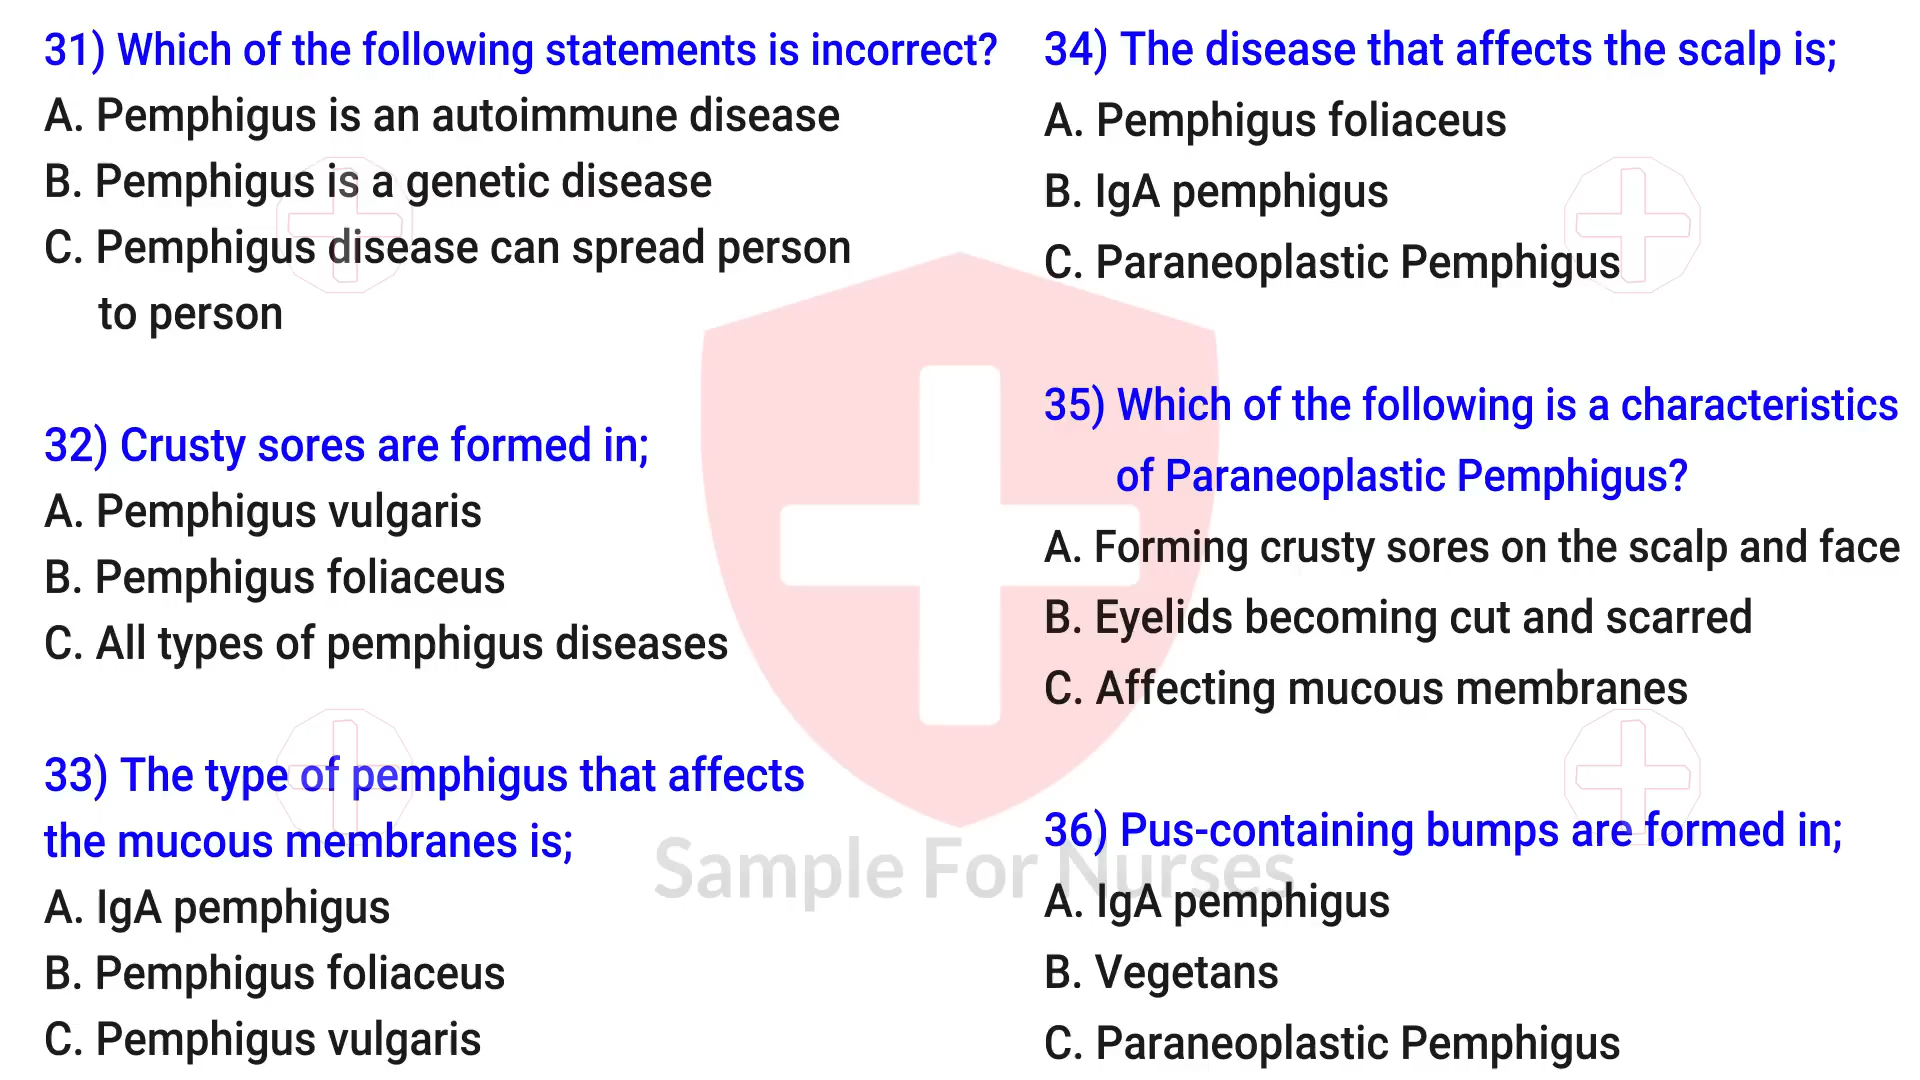 31) Which of the following statements is incorrect?
A. Pemphigus is an autoimmune disease
B. Pemphigus is a genetic disease
C. Pemphigus disease can spread person
to person
32) Crusty sores are formed in;
A. Pemphigus vulgaris
B. Pemphigus foliaceus
C. All types of pemphigus diseases
33) The type of pemphigus that affects
the mucous membranes is;
A. IgA pemphigus
B. Pemphigus foliaceus
C. Pemphigus vulgaris
34) The disease that affects the scalp is;
A. Pemphigus foliaceus
B. IgA pemphigus
C. Paraneoplastic Pemphigus
35) Which of the following is a characteristics
of Paraneoplastic Pemphigus?
A. Forming crusty sores on the scalp and face
B. Eyelids becoming cut and scarred
C. Affecting mucous membranes
36) Pus-containing bumps are formed in;
A. IgA pemphigus
B. Vegetans
C. Paraneoplastic Pemphigus
Sample For Nurses